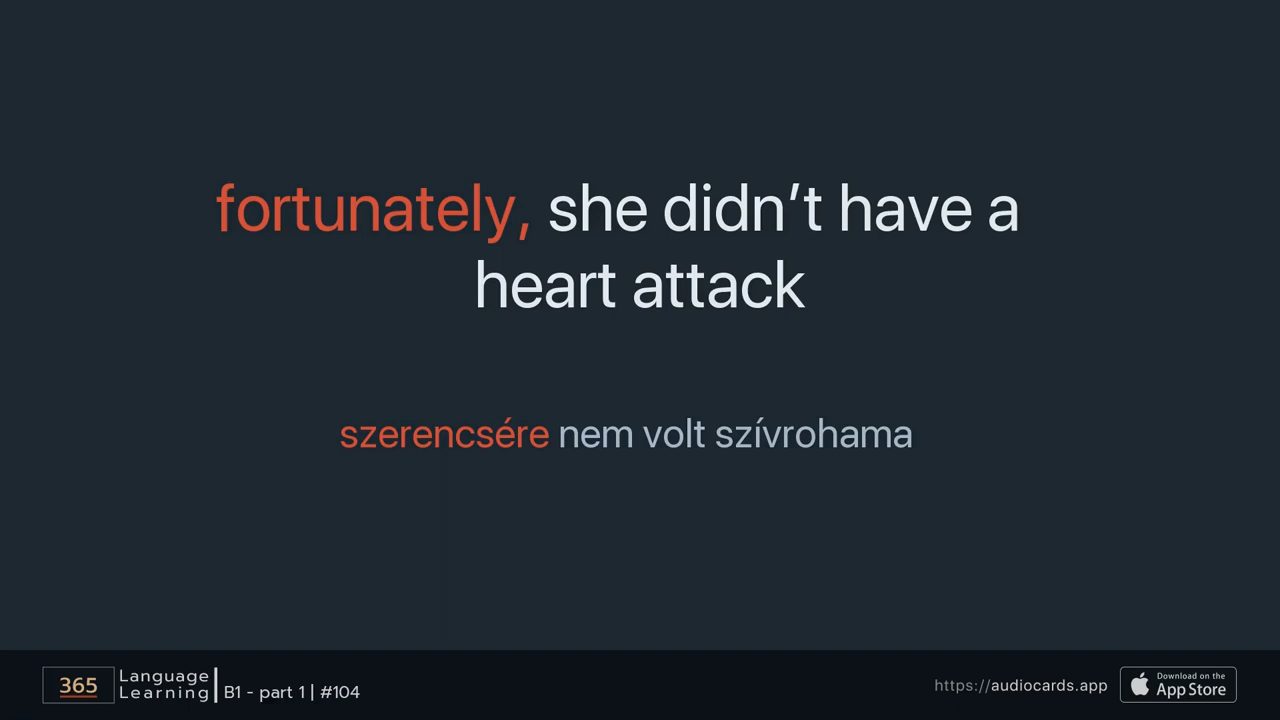 fortunately, she didn’t have a
heart attack
szerencsére nem volt szívrohama
365
Language
Learning
B1 - part 1 | #104
https://audiocards.app
Download on the
App Store